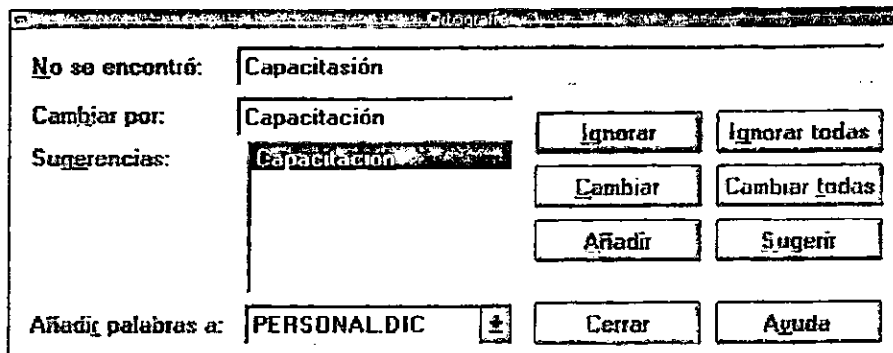 Ortografía
No se encontró: Capacitasión
Cambiar por: Capacitación
Ignorar Ignorar todas
Sugerencias: Capacitación
Cambiar Cambiar todas
Añadir Sugerir
Añadir palabras a: PERSONAL.DIC Cerrar Ayuda